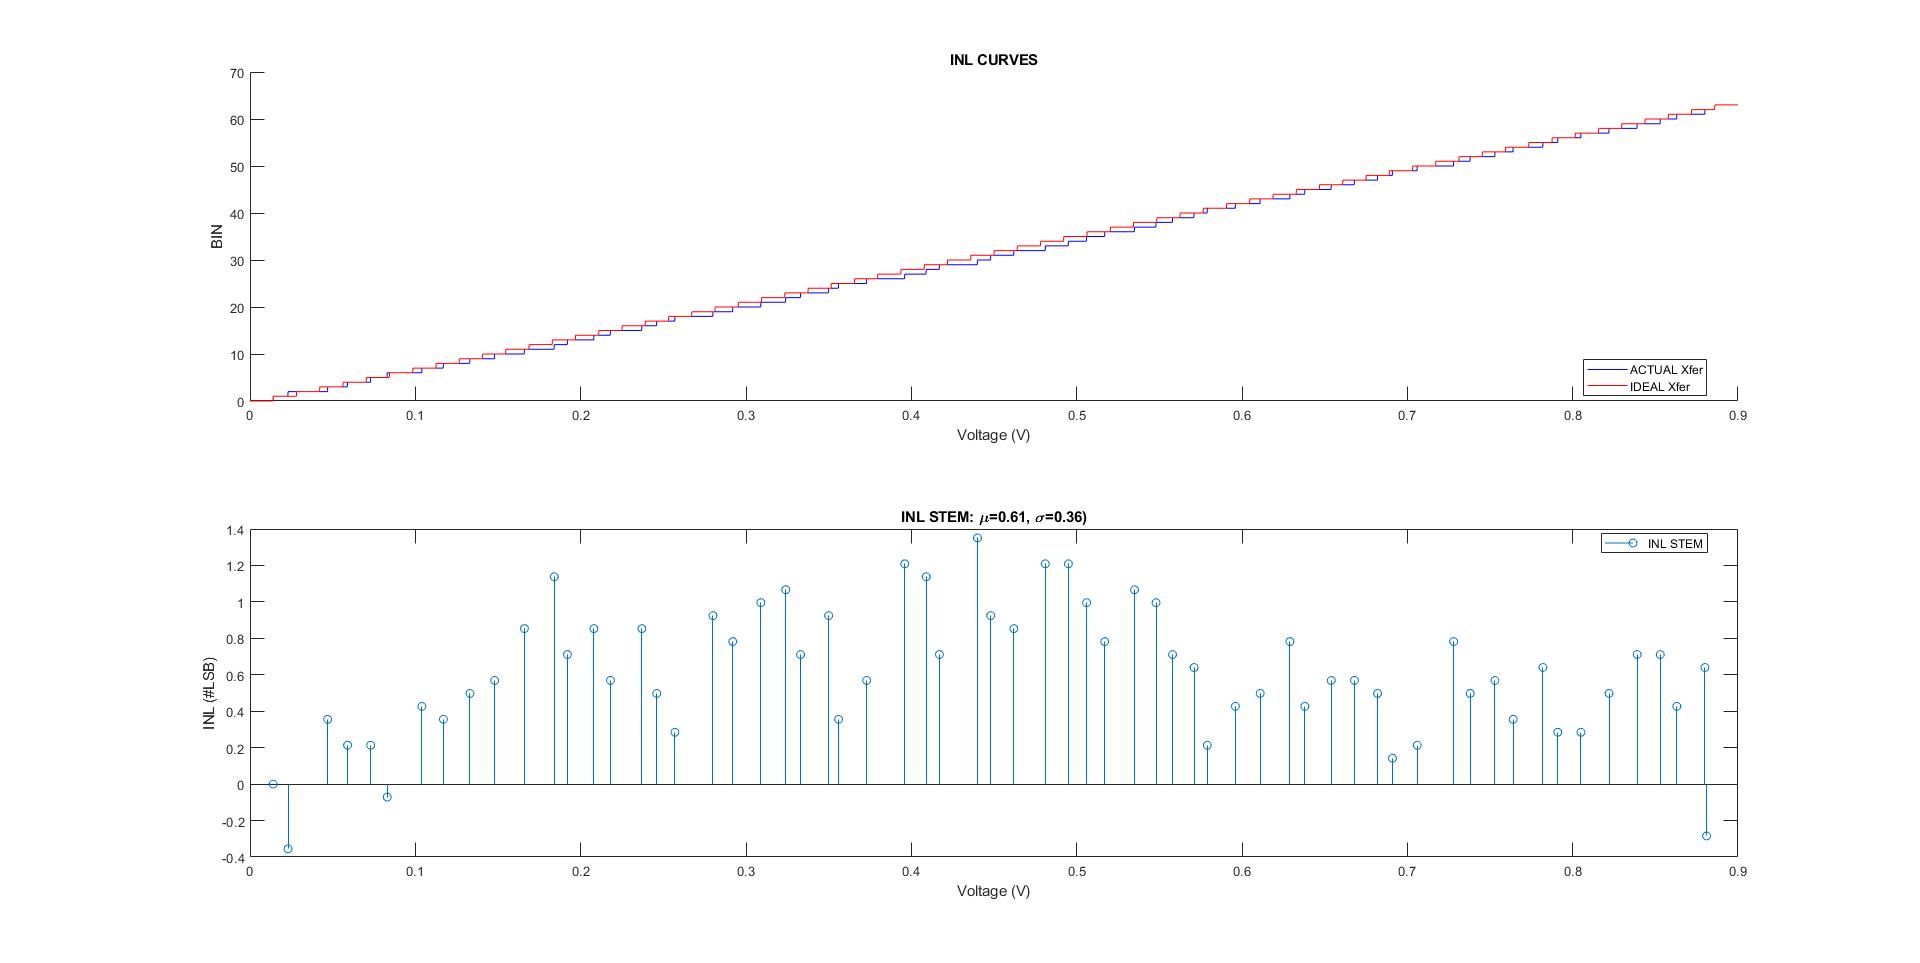 INL CURVES
70
60
50
40
30
20
10
0
BIN
ACTUAL Xfer
IDEAL Xfer
0 0.1 0.2 0.3 0.4 0.5 0.6 0.7 0.8 0.9
Voltage (V)
INL STEM: μ=0.61, σ=0.36)
1.4
1.2
1
0.8
0.6
0.4
0.2
0
-0.2
-0.4
INL (#LSB)
INL STEM
0 0.1 0.2 0.3 0.4 0.5 0.6 0.7 0.8 0.9
Voltage (V)